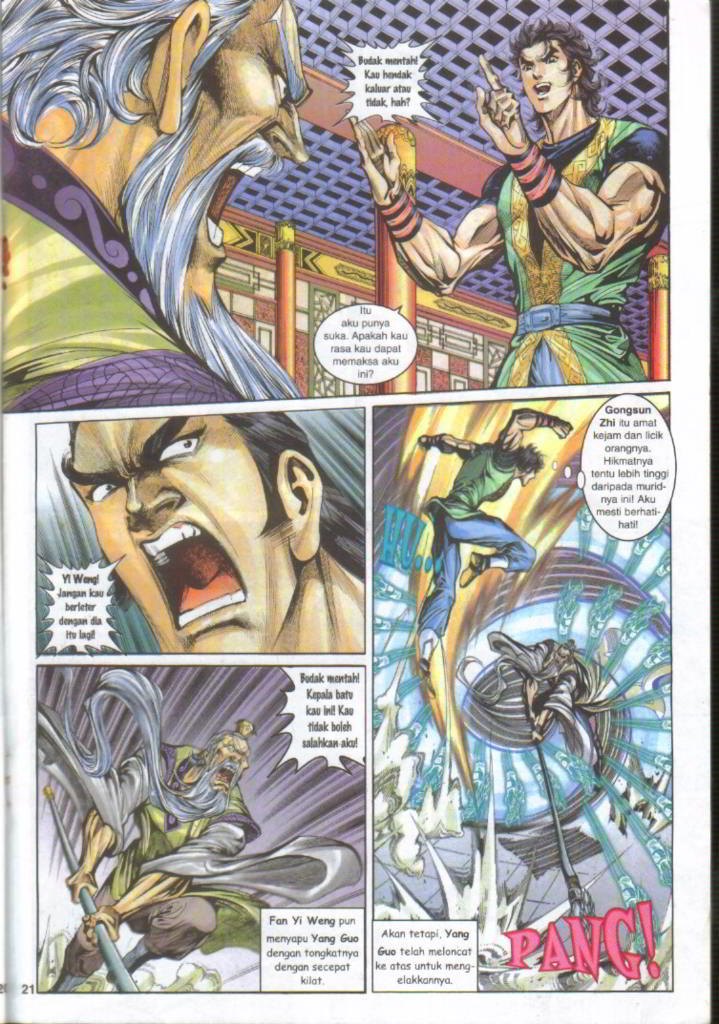 Budak mentah!
Kau hendak
kaluar atau
tidak, hah?
Itu
aku punya
suka. Apakah kau
rasa kau dapat
memaksa aku
ini?
Yi Weng!
Jangan kau
berleter
dengan dia
itu lagi!
Budak mentah!
Kepala batu
kau ini! Kau
tidak boleh
salahkan aku!
Fan Yi Weng pun
menyapu Yang Guo
dengan tongkatnya
dengan secepat
kilat.
Gongsun
Zhi itu amat
kejam dan licik
orangnya.
Hikmatnya
tentu lebih tinggi
daripada murid-
nya ini! Aku
mesti berhati-
hati!
HU...
Akan tetapi, Yang
Guo telah meloncat
ke atas untuk meng-
elakkannya.
PANG!
21